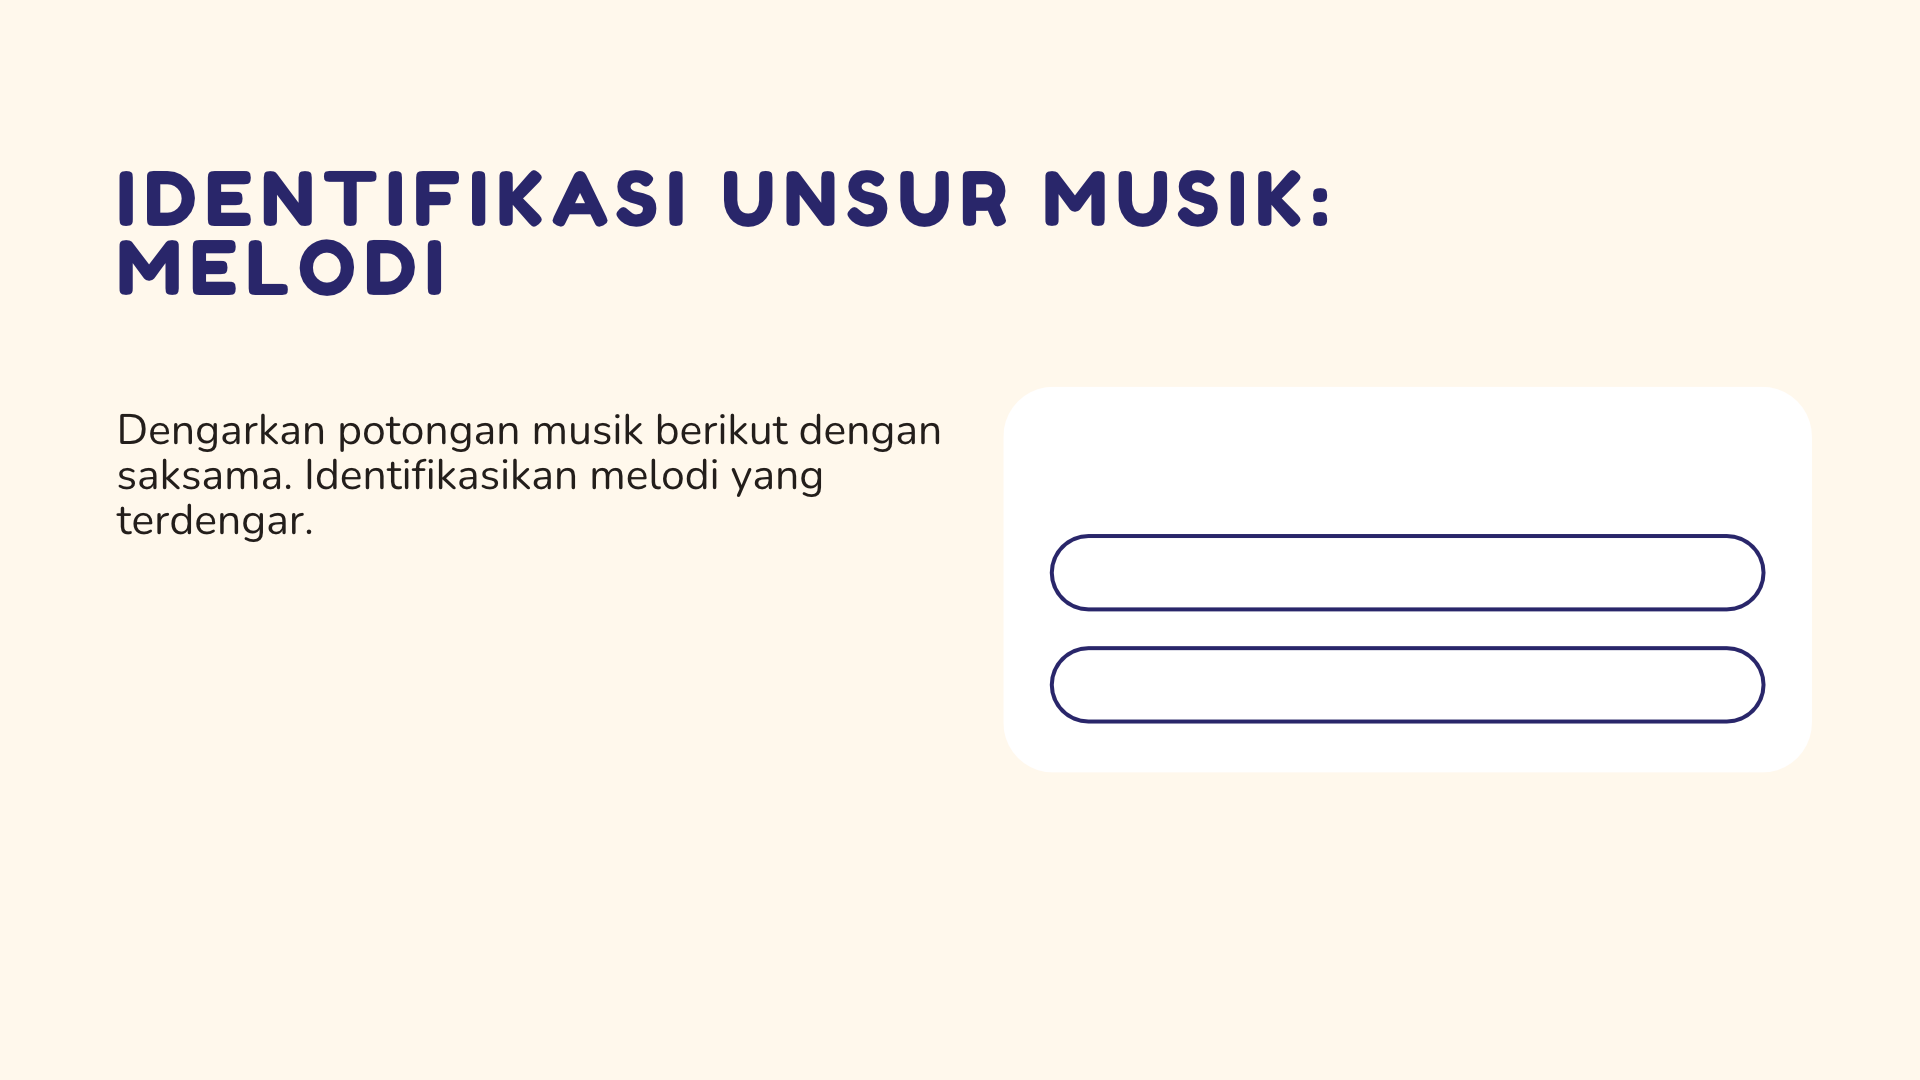 IDENTIFIKASI UNSUR MUSIK:
MELODI
Dengarkan potongan musik berikut dengan
saksama. Identifikasikan melodi yang
terdengar.